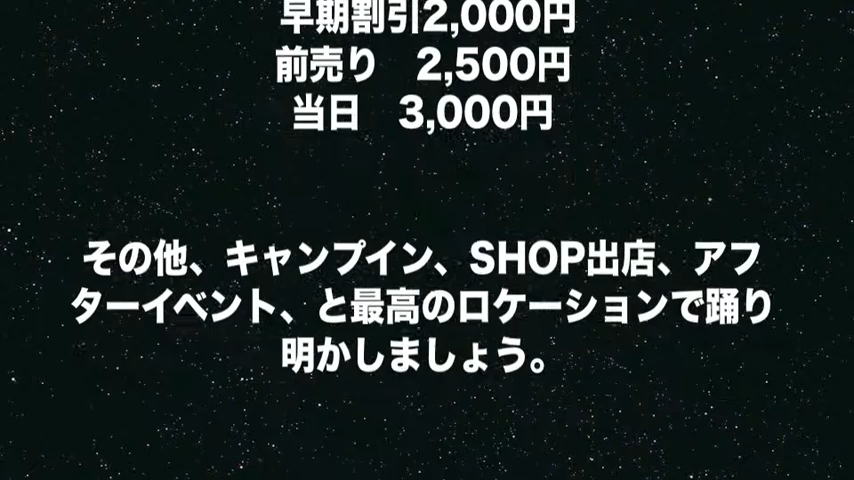 早期割引2,000円
前売り　2,500円
当日　3,000円
その他、キャンプイン、SHOP出店、アフ
ターイベント、と最高のロケーションで踊り
明かしましょう。